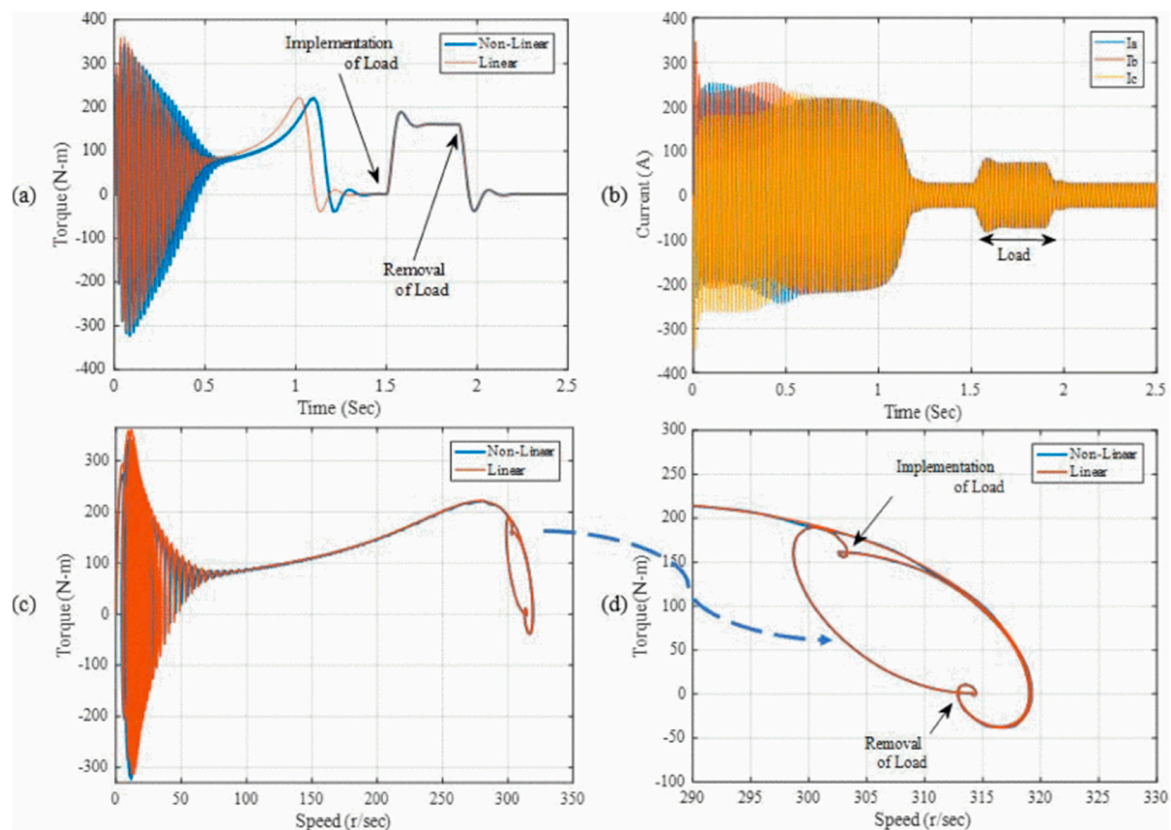 400
300
200
100
0
-100
-200
-300
-400
Torque (N-m)
(a)
0
0.5
1
1.5
2
2.5
Time (Sec)
Implementation
of Load
Removal
of Load
Non-Linear
Linear
400
300
200
100
0
-100
-200
-300
-400
Current (A)
(b)
0
0.5
1
1.5
2
2.5
Time (Sec)
Load
Ia
Ib
Ic
300
200
100
0
-100
-200
-300
Torque (N-m)
(c)
0
50
100
150
200
250
300
350
Speed (r/sec)
Non-Linear
Linear
300
250
200
150
100
50
0
-50
-100
Torque (N-m)
(d)
290
295
300
305
310
315
320
325
330
Speed (r/sec)
Implementation
of Load
Removal
of Load
Non-Linear
Linear